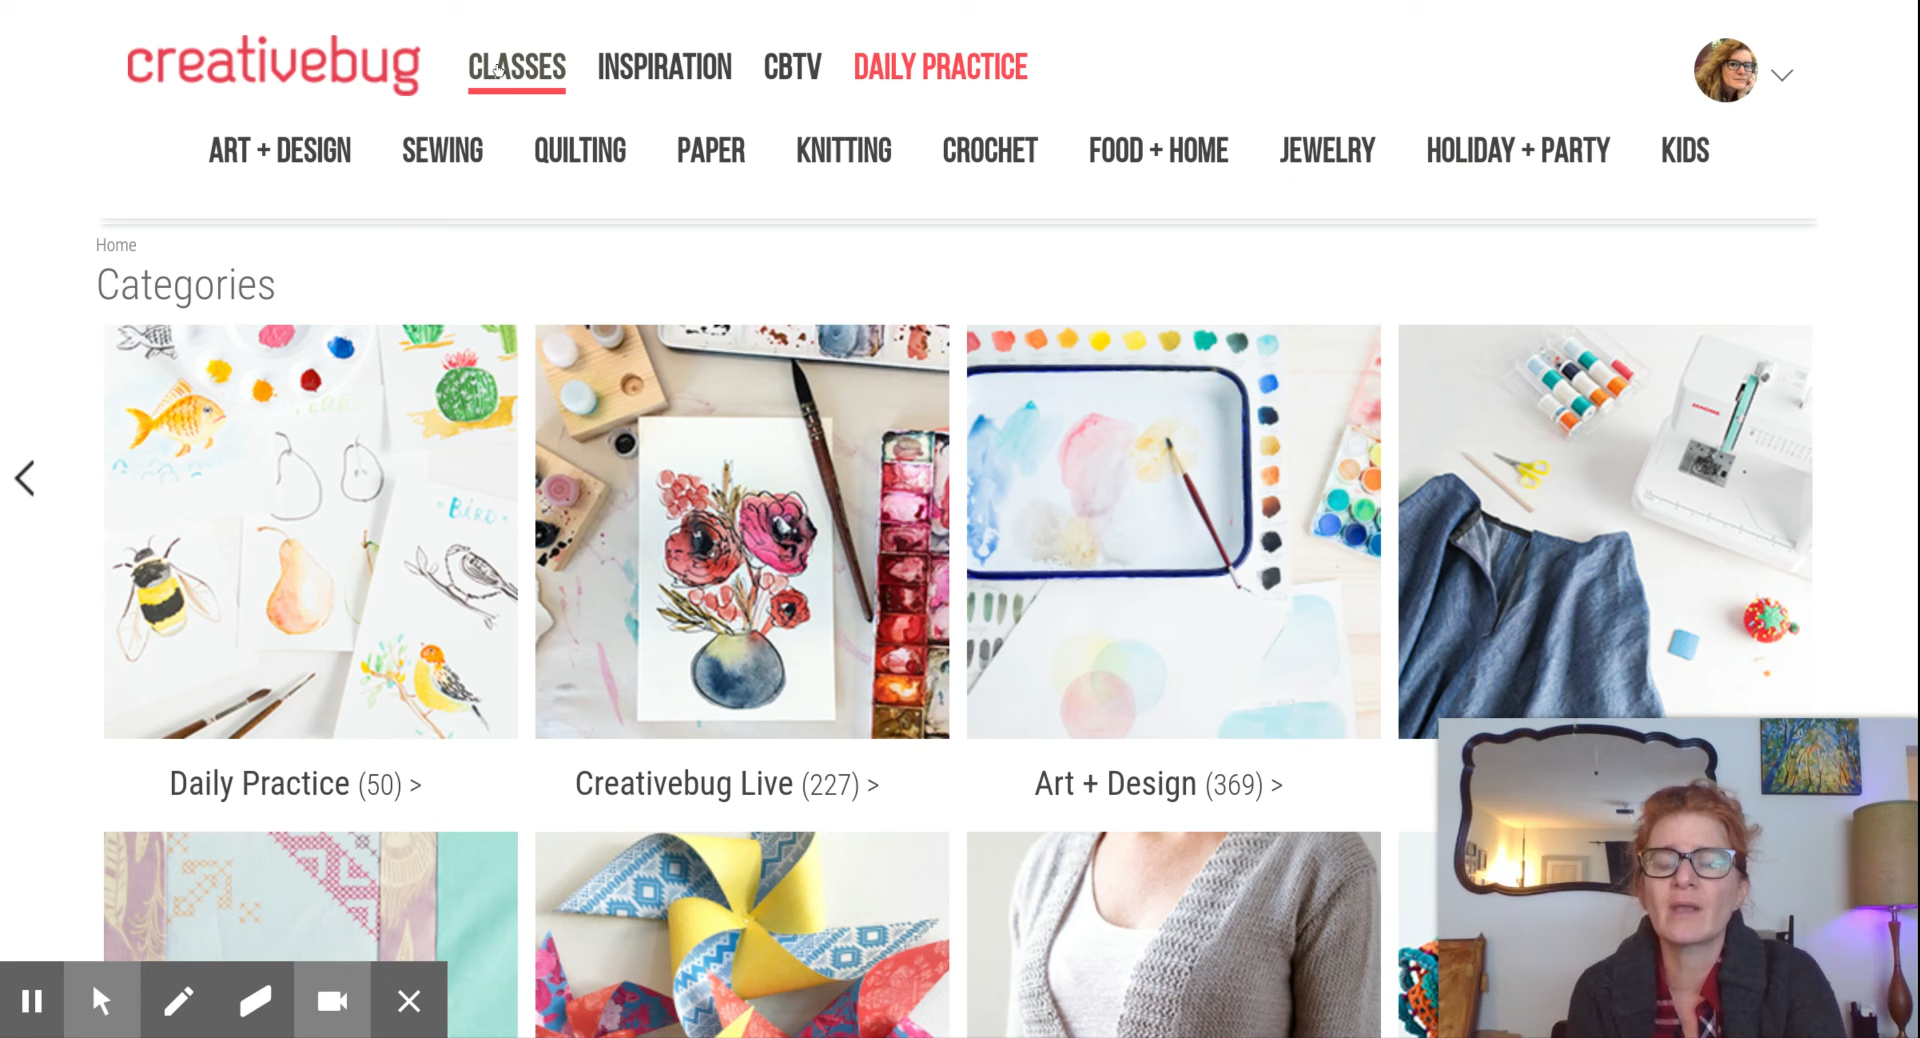 creativebug CLASSES INSPIRATION CBTV DAILY PRACTICE
ART + DESIGN SEWING QUILTING PAPER KNITTING CROCHET FOOD + HOME JEWELRY HOLIDAY + PARTY KIDS
Home
Categories
BIRD
Daily Practice (50) >
Creativebug Live (227) >
Art + Design (369) >